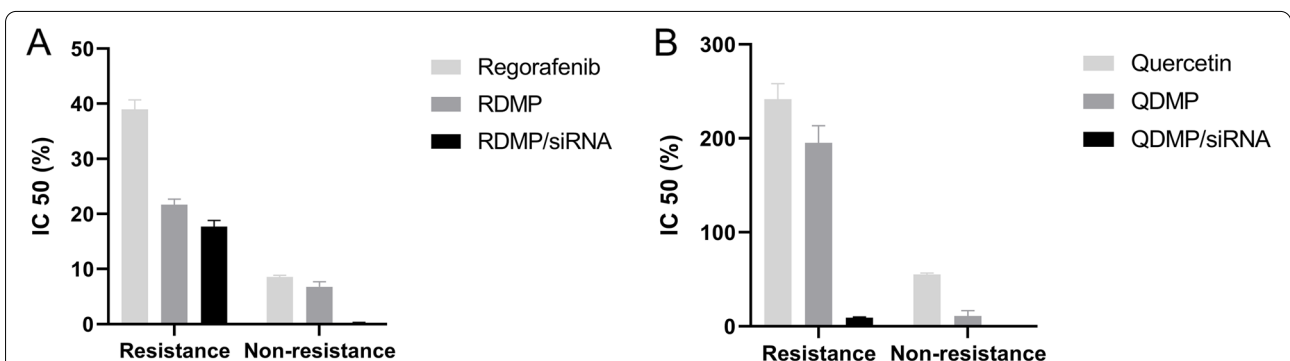 A
50
40
30
20
10
0
IC 50 (%)
Regorafenib
RDMP
RDMP/siRNA
Resistance Non-resistance
B
300
200
100
0
IC 50 (%)
Quercetin
QDMP
QDMP/siRNA
Resistance Non-resistance